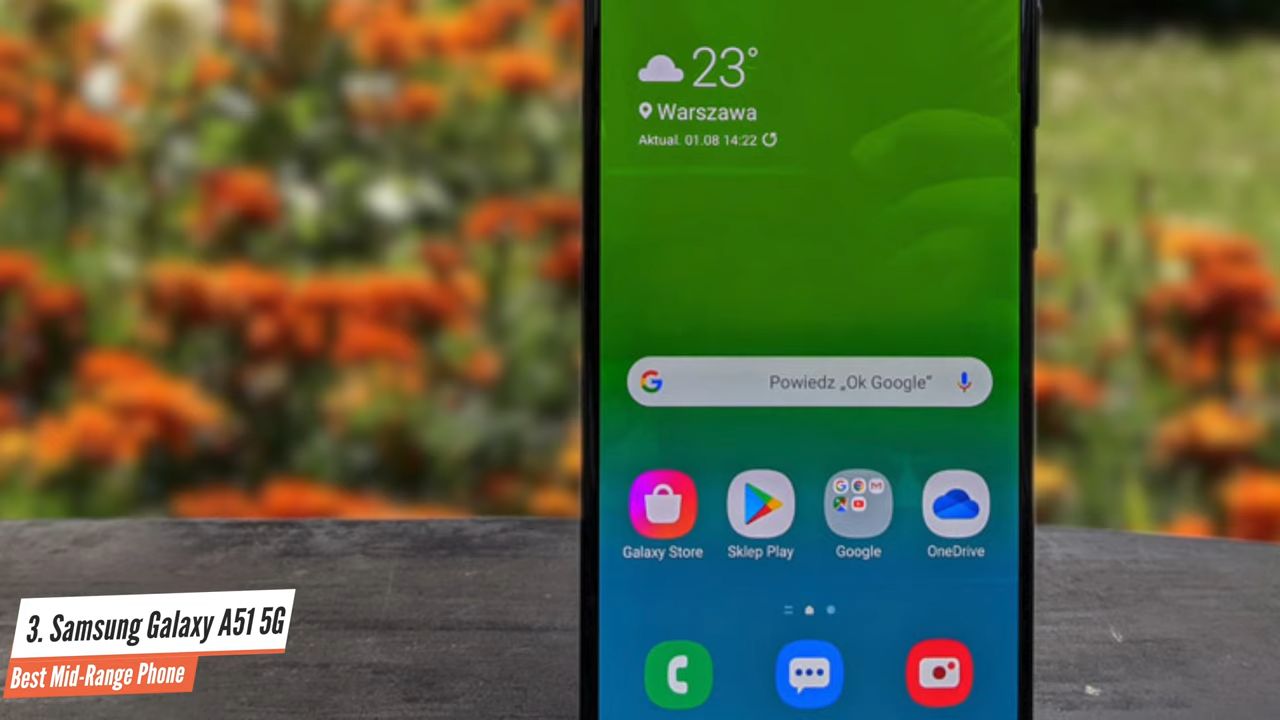 23°
Warszawa
Aktual. 01.08 14:22
Powiedz „Ok Google”
Galaxy Store
Sklep Play
Google
OneDrive
3. Samsung Galaxy A51 5G
Best Mid-Range Phone